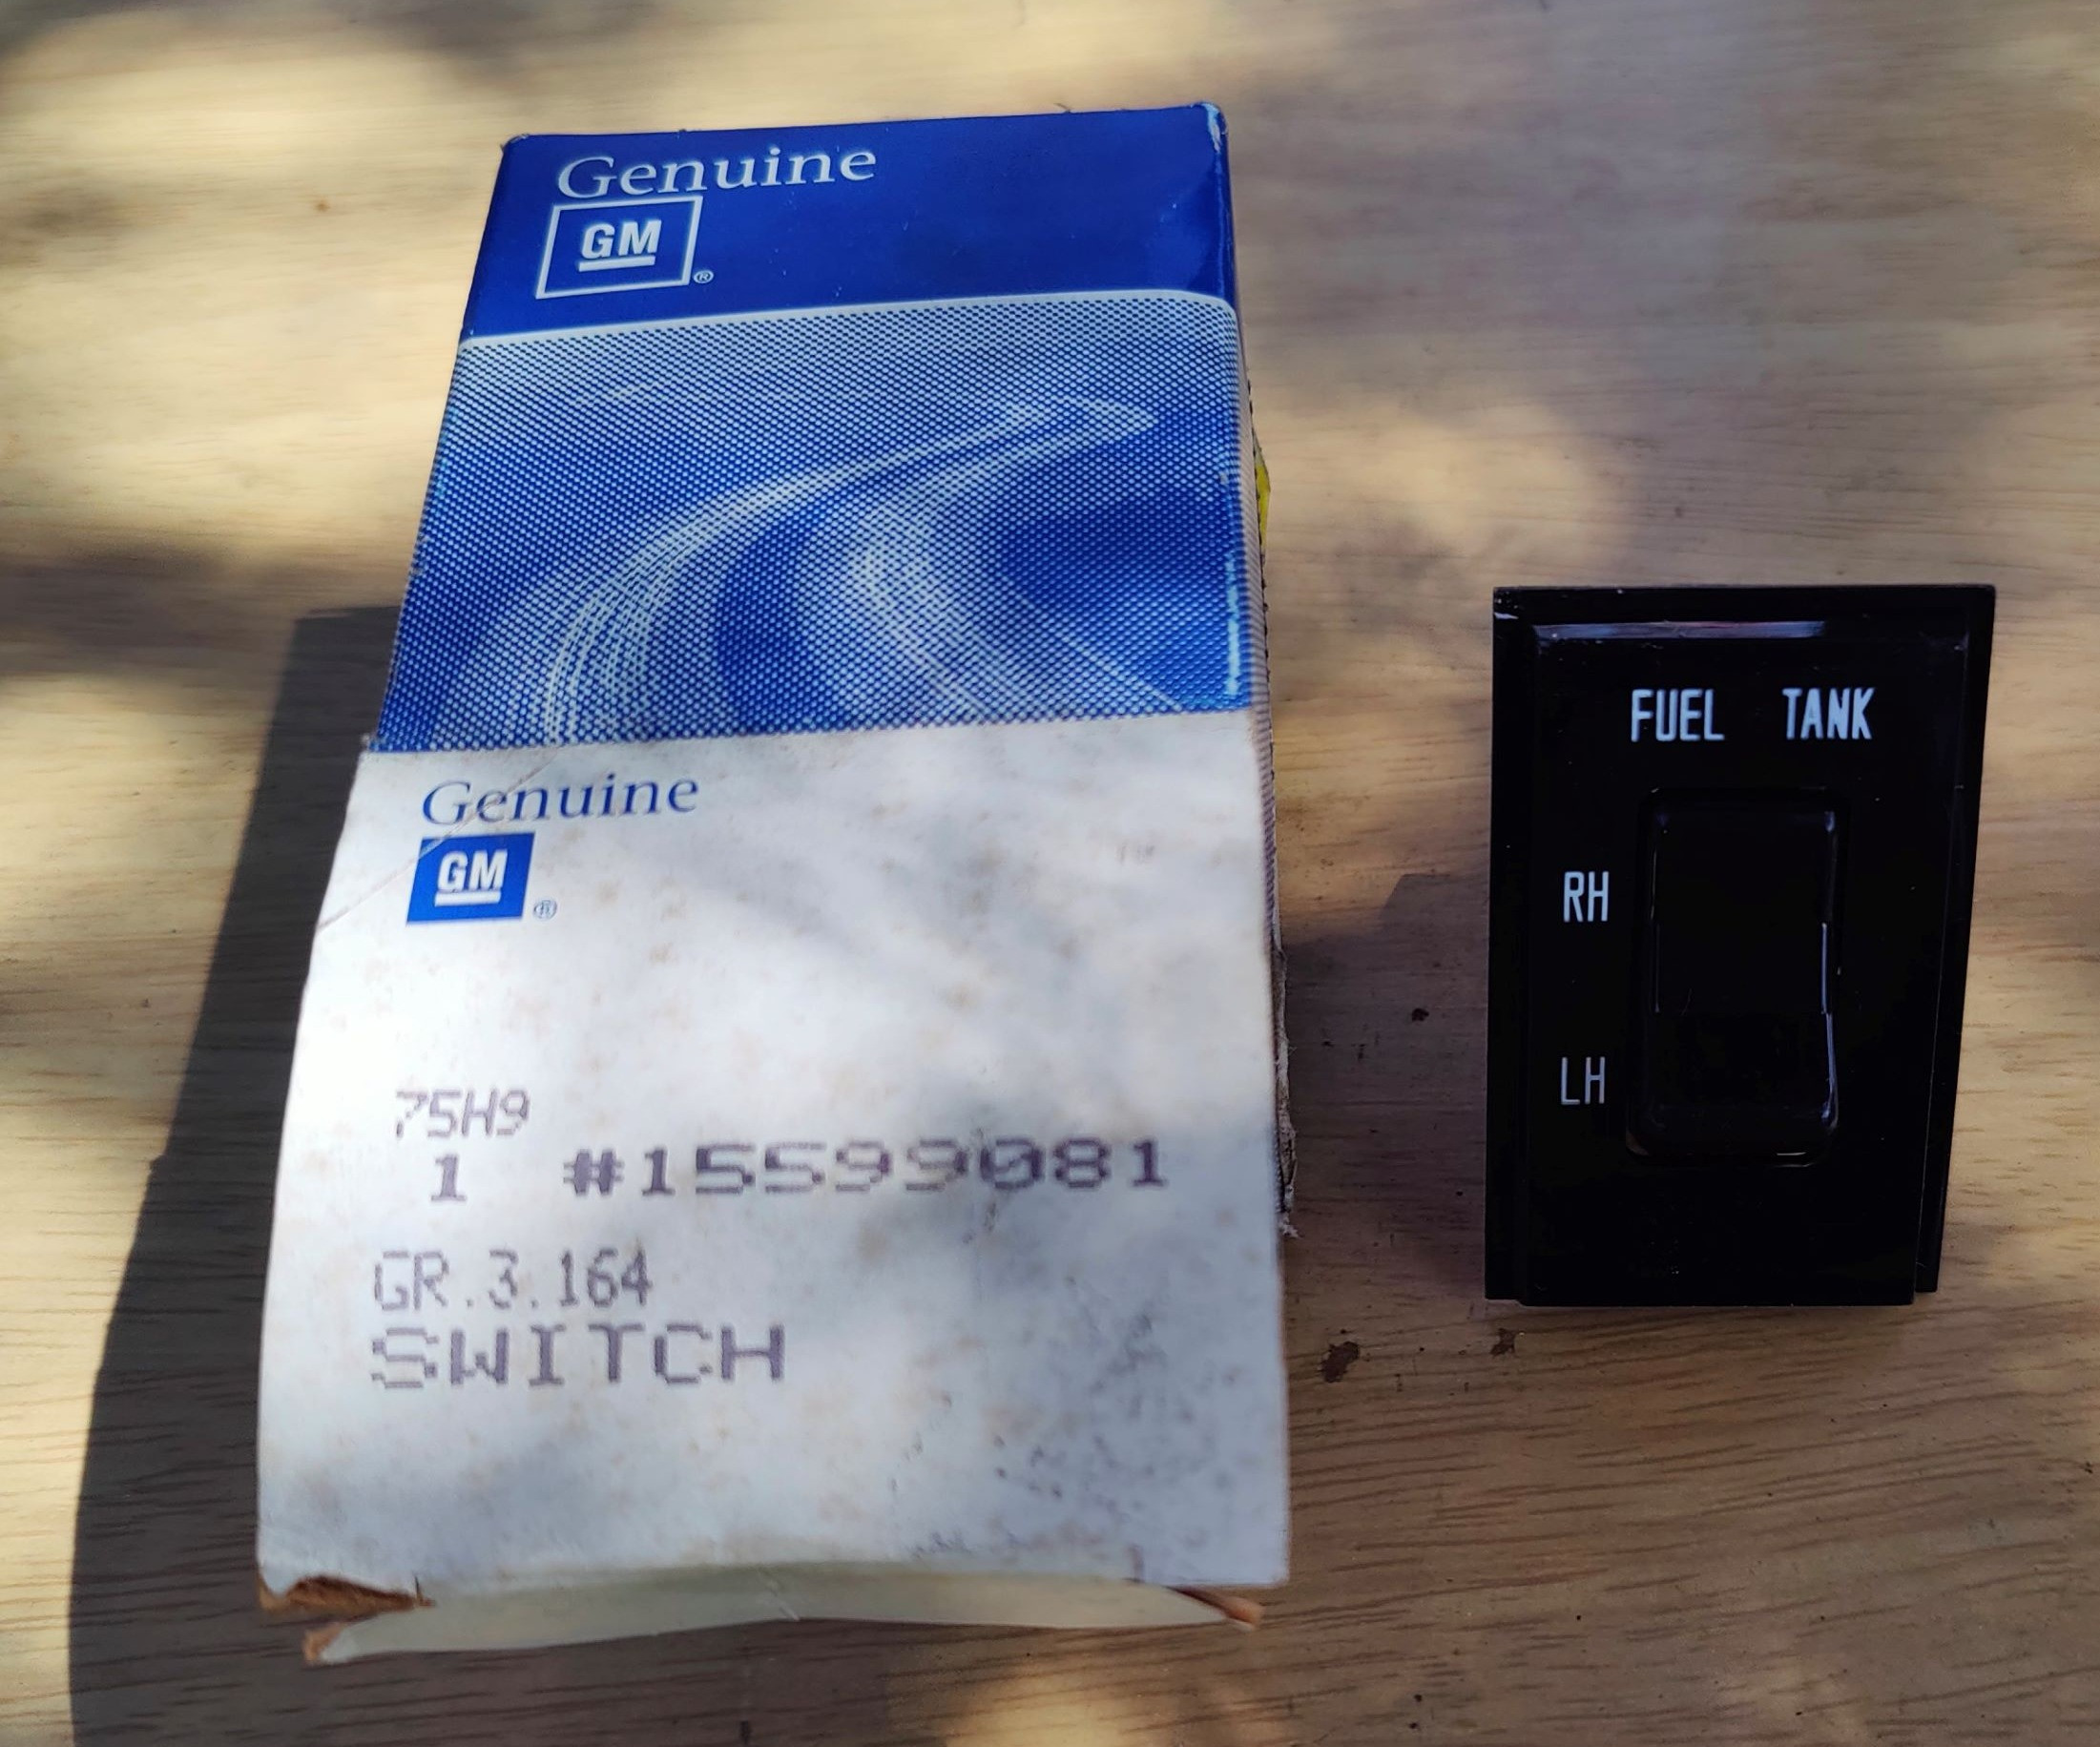 Genuine
GM
®
Genuine
GM
®
75H9
1 #15599081
GR.3.164
SWITCH
FUEL TANK
RH
LH